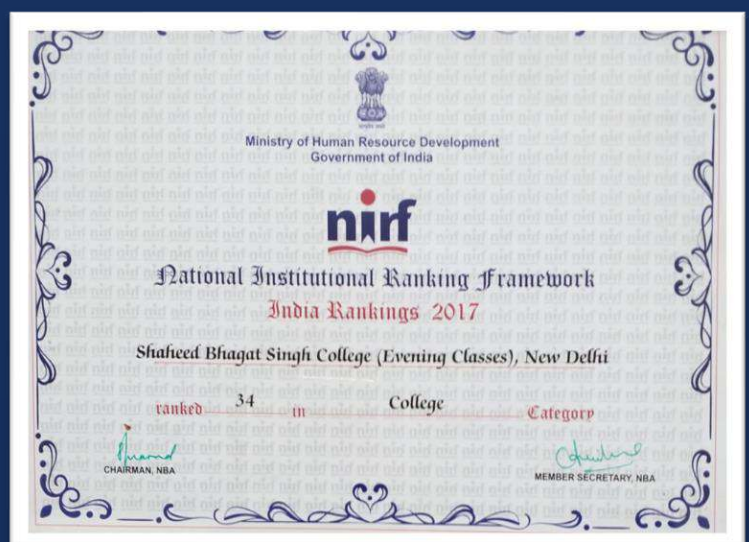 Ministry of Human Resource Development
Government of India
nirf
National Institutional Ranking Framework
India Rankings 2017
Shaheed Bhagat Singh College (Evening Classes), New Delhi
ranked 34 in College Category
CHAIRMAN, NBA
MEMBER SECRETARY, NBA